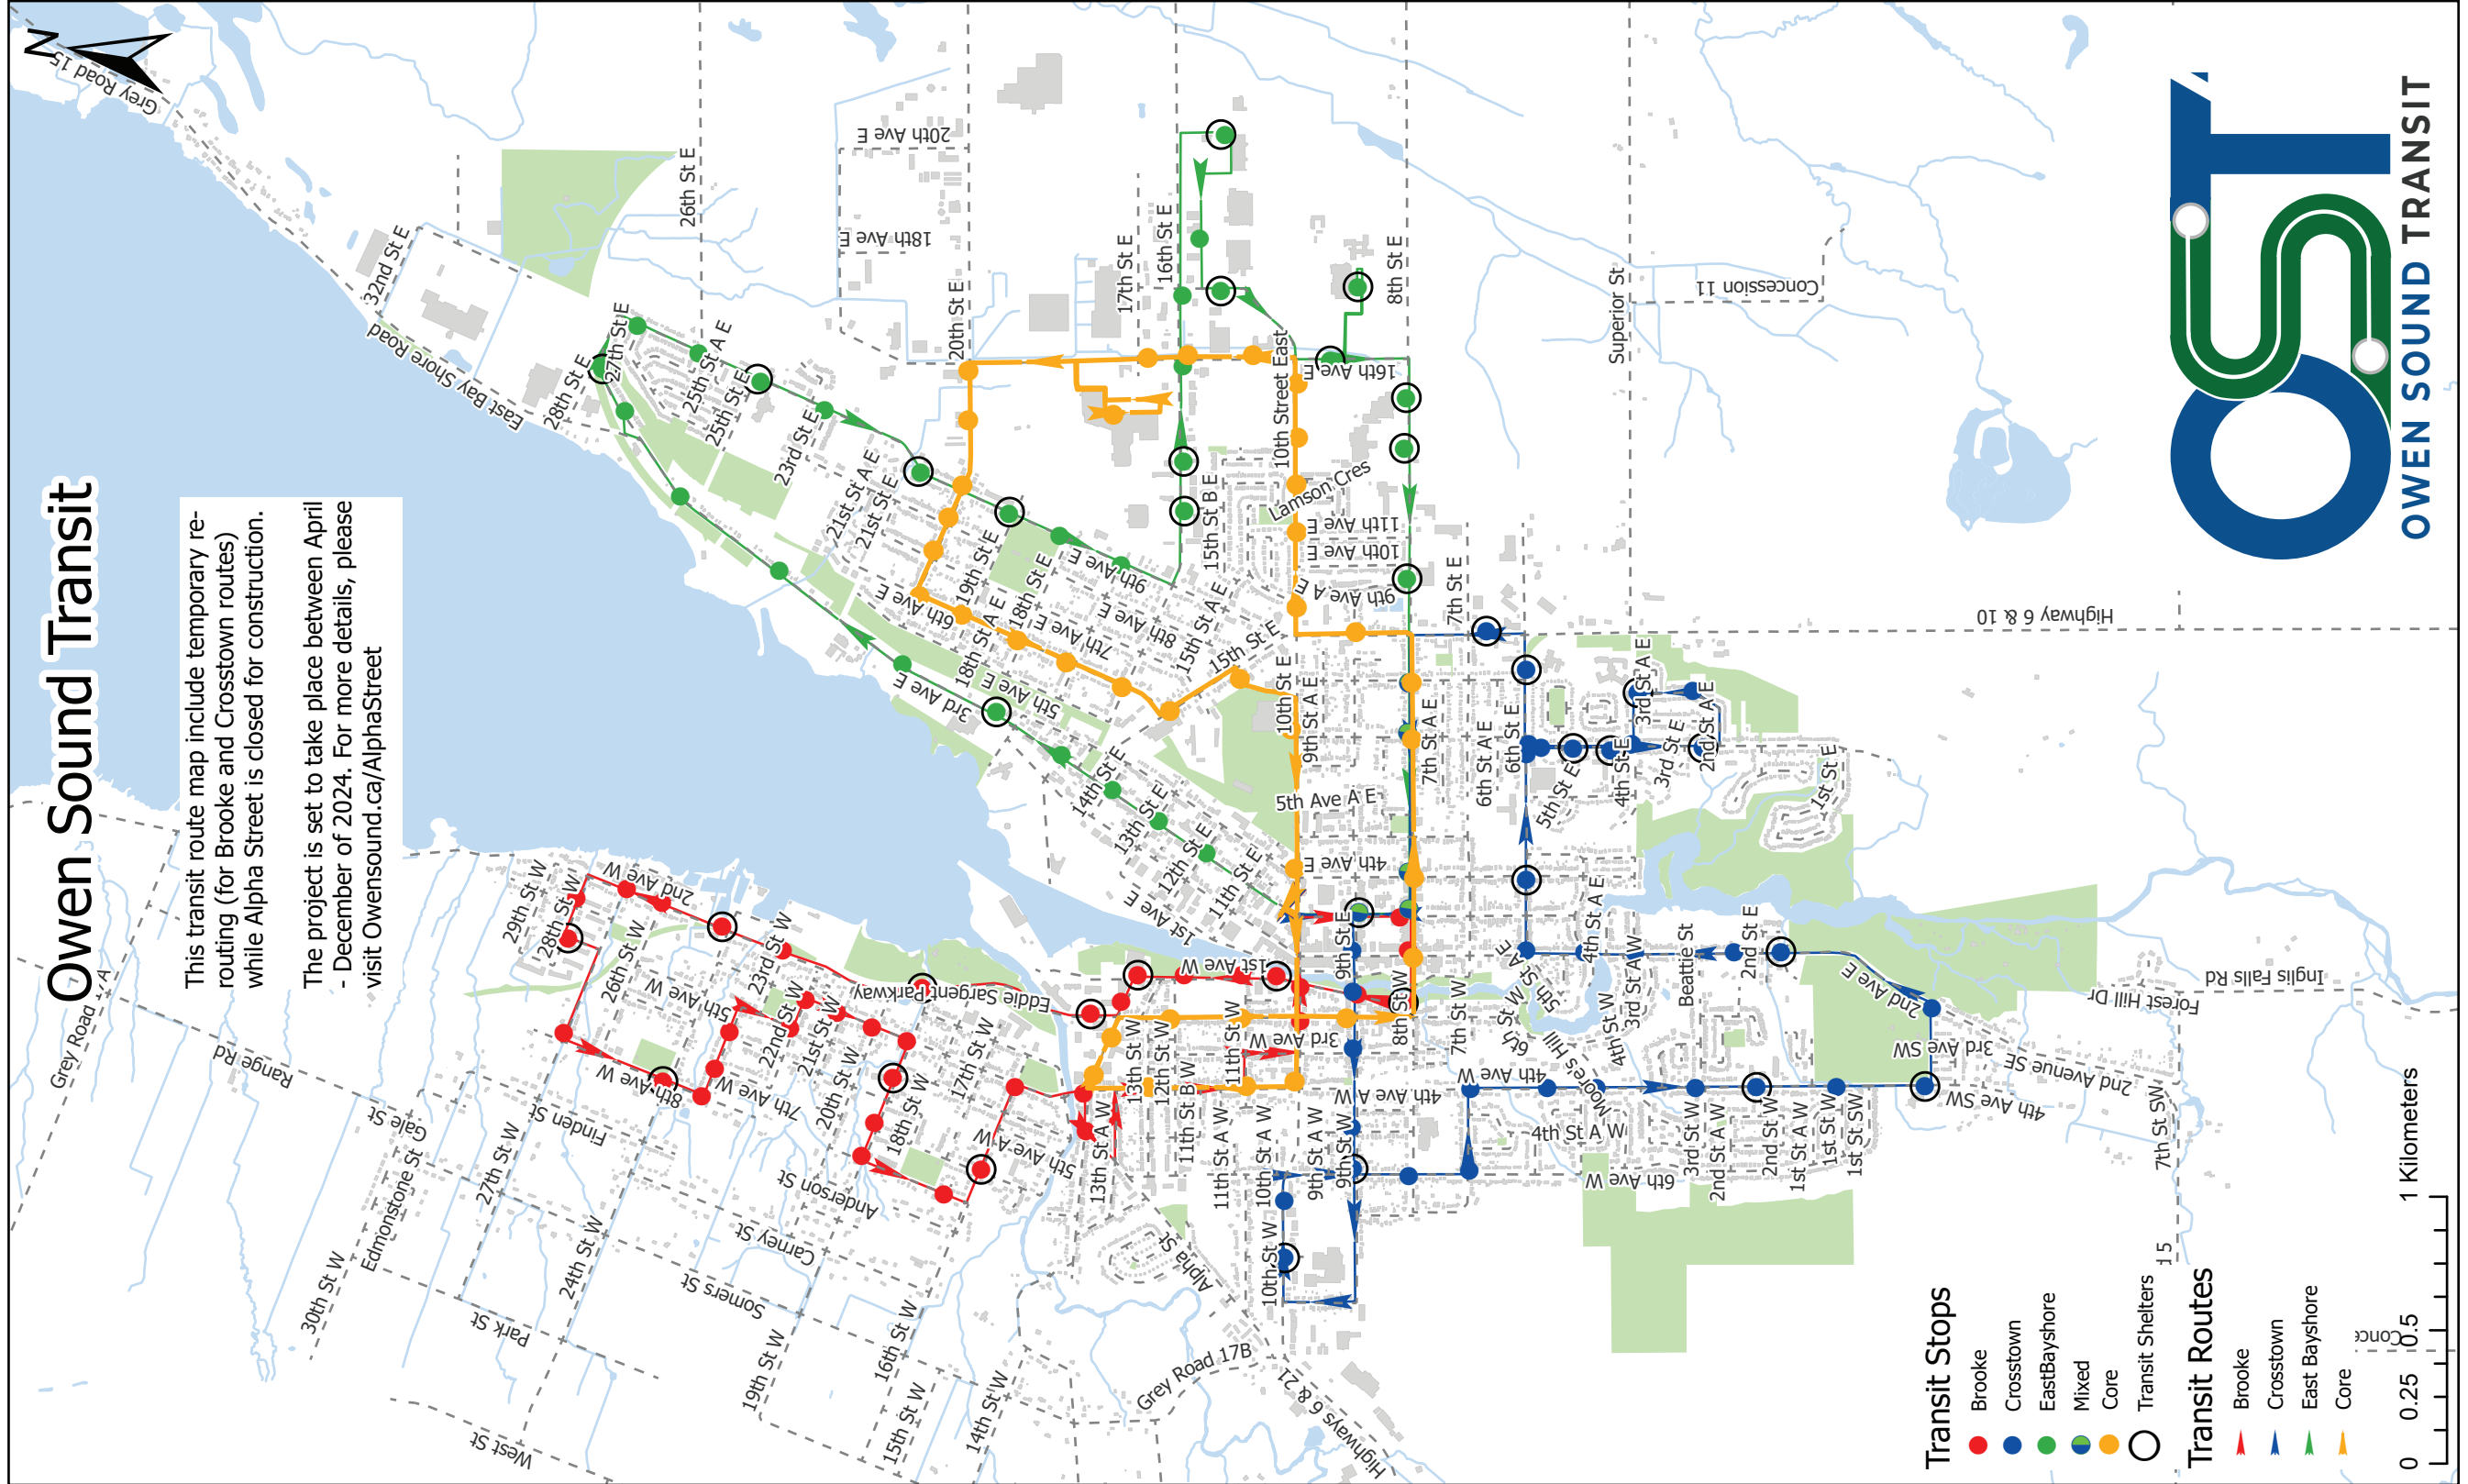 Owen Sound Transit
This transit route map include temporary re-
routing (for Brooke and Crosstown routes)
while Alpha Street is closed for construction.
The project is set to take place between April
- December of 2024. For more details, please
visit Owensound.ca/AlphaStreet
N
Grey Road 15
32nd St E
East Bay Shore Road
28th St E
27th St E
26th St E
25th St A E
25th St E
23rd St E
21st St A E
21st St E
20th Ave E
18th Ave E
20th St E
19th St E
18th St E
18th St A E
17th St E
16th St E
15th St B E
15th St A E
15th St E
9th Ave E
8th Ave E
7th Ave E
6th Ave E
5th Ave E
3rd Ave E
14th St E
13th St E
12th St E
11th St E
1st Ave E
10th Street East
16th Ave E
8th St E
Lamson Cres
11th Ave E
10th Ave E
9th Ave A E
10th St E
9th St A E
5th Ave A E
4th Ave E
9th St E
7th St E
7th St A E
6th St A E
6th St E
5th St E
4th St E
3rd St E
3rd St A E
2nd St A E
1st St E
Superior St
Concession 11
Highway 6 & 10
4th St A E
5th St A E
2nd St E
2nd Ave E
Beattie St
3rd St A W
4th St W
6th St W
7th St W
8th St W
Moores Hill
4th Ave W
4th Ave A W
4th St A W
3rd St W
2nd St A W
2nd St W
1st St A W
1st St W
1st St SW
6th Ave W
3rd Ave SW
4th Ave SW
2nd Avenue SE
7th St SW
Forest Hill Dr
Inglis Falls Rd
Grey Road 17A
Range Rd
29th St W
28th St W
26th St W
2nd Ave W
23rd St W
22nd St W
21st St W
20th St W
18th St W
17th St W
5th Ave W
7th Ave W
8th Ave W
Eddie Sargent Parkway
1st Ave W
3rd Ave W
13th St W
12th St W
11th St W
11th St B W
11th St A W
10th St A W
10th St W
9th St A W
9th St W
13th St A W
5th Ave W
Gale St
Edmonstone St
Finden St
27th St W
24th St W
30th St W
Park St
West St
Somers St
Carney St
Anderson St
19th St W
16th St W
15th St W
14th St W
Alpha St
Grey Road 17B
Highways 6 & 21
d 5
Conce
Transit Stops
Brooke
Crosstown
EastBayshore
Mixed
Core
Transit Shelters
Transit Routes
Brooke
Crosstown
East Bayshore
Core
0 0.25 0.5 1 Kilometers
OST
OWEN SOUND TRANSIT